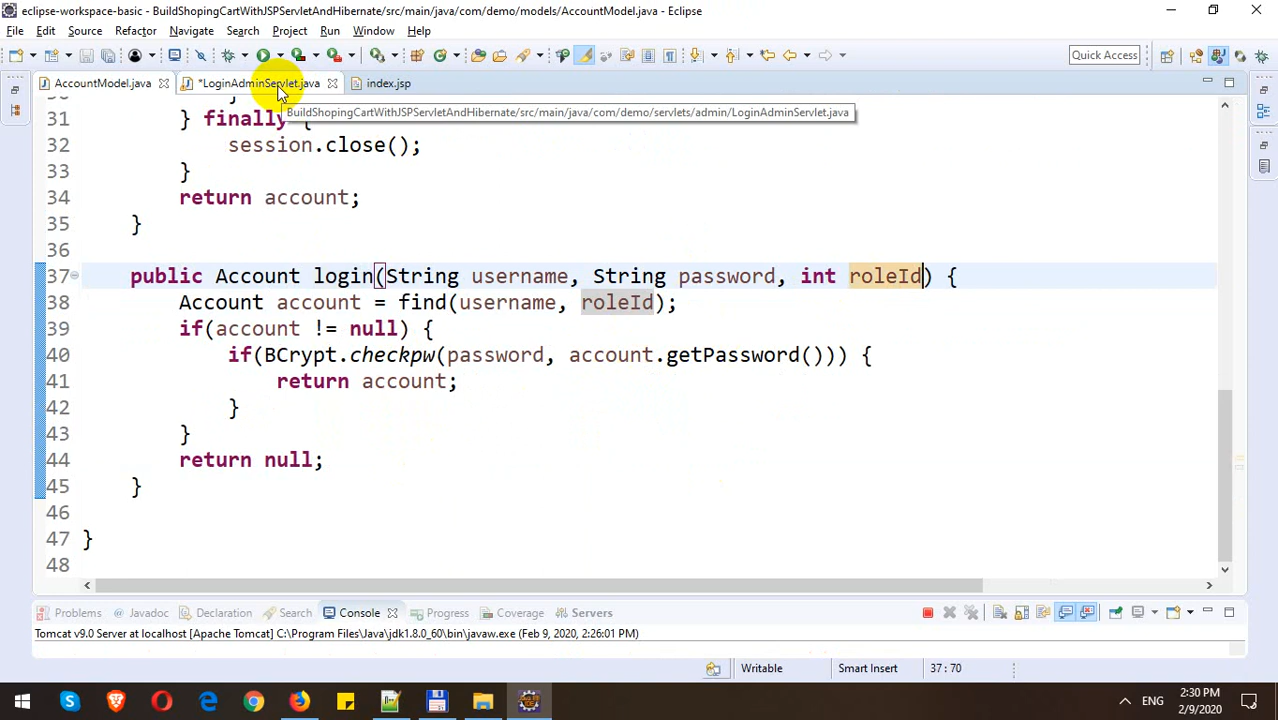 eclipse-workspace-basic - BuildShopingCartWithJSPServletAndHibernate/src/main/java/com/demo/models/AccountModel.java - Eclipse
File Edit Source Refactor Navigate Search Project Run Window Help
Quick Access
AccountModel.java *LoginAdminServlet.java index.jsp
BuildShopingCartWithJSPServletAndHibernate/src/main/java/com/demo/servlets/admin/LoginAdminServlet.java
31 } finally {
32 session.close();
33 }
34 return account;
35 }
36
37 public Account login(String username, String password, int roleId) {
38 Account account = find(username, roleId);
39 if(account != null) {
40 if(BCrypt.checkpw(password, account.getPassword())) {
41 return account;
42 }
43 }
44 return null;
45 }
46
47 }
48
Problems Javadoc Declaration Search Console Progress Coverage Servers
Tomcat v9.0 Server at localhost [Apache Tomcat] C:\Program Files\Java\jdk1.8.0_60\bin\javaw.exe (Feb 9, 2020, 2:26:01 PM)
Writable Smart Insert 37 : 70
ENG 2:30 PM
2/9/2020